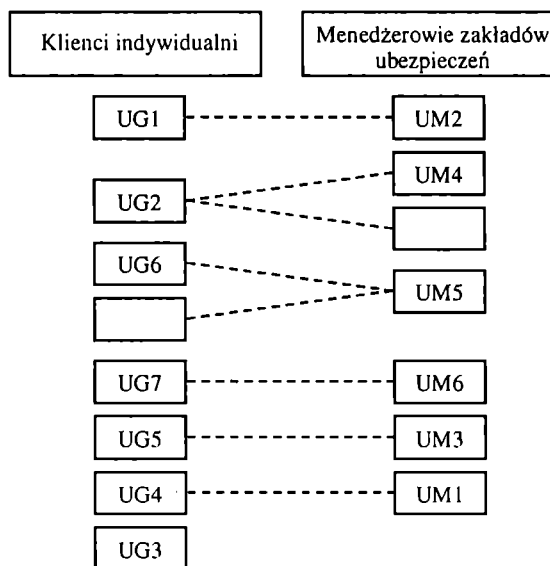 Klienci indywidualni
Menedżerowie zakładów
ubezpieczeń
UG1
UM2
UG2
UM4
UG6
UM5
UG7
UM6
UG5
UM3
UG4
UM1
UG3